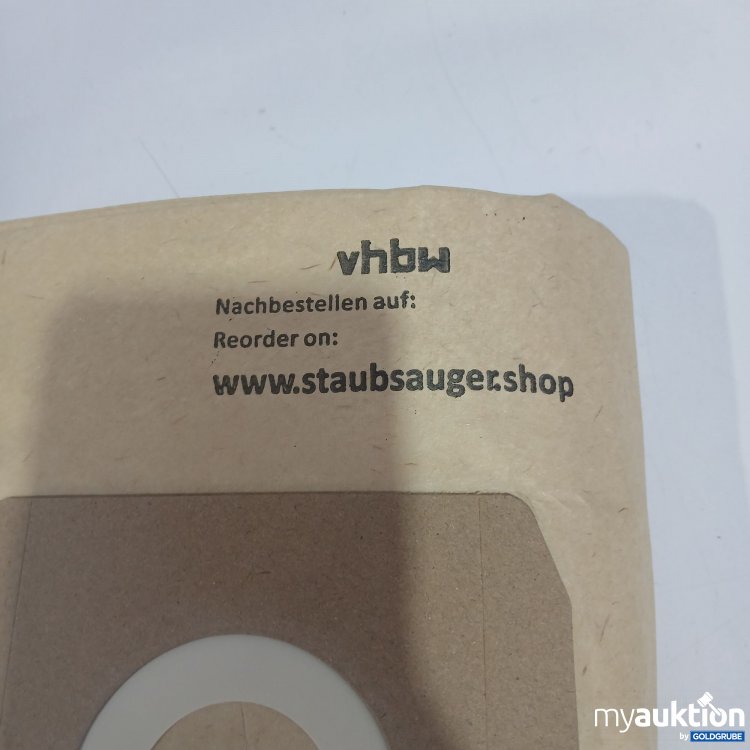 vhbw
Nachbestellen auf:
Reorder on:
www.staubsauger.shop
myauktion
by GOLDGRUBE